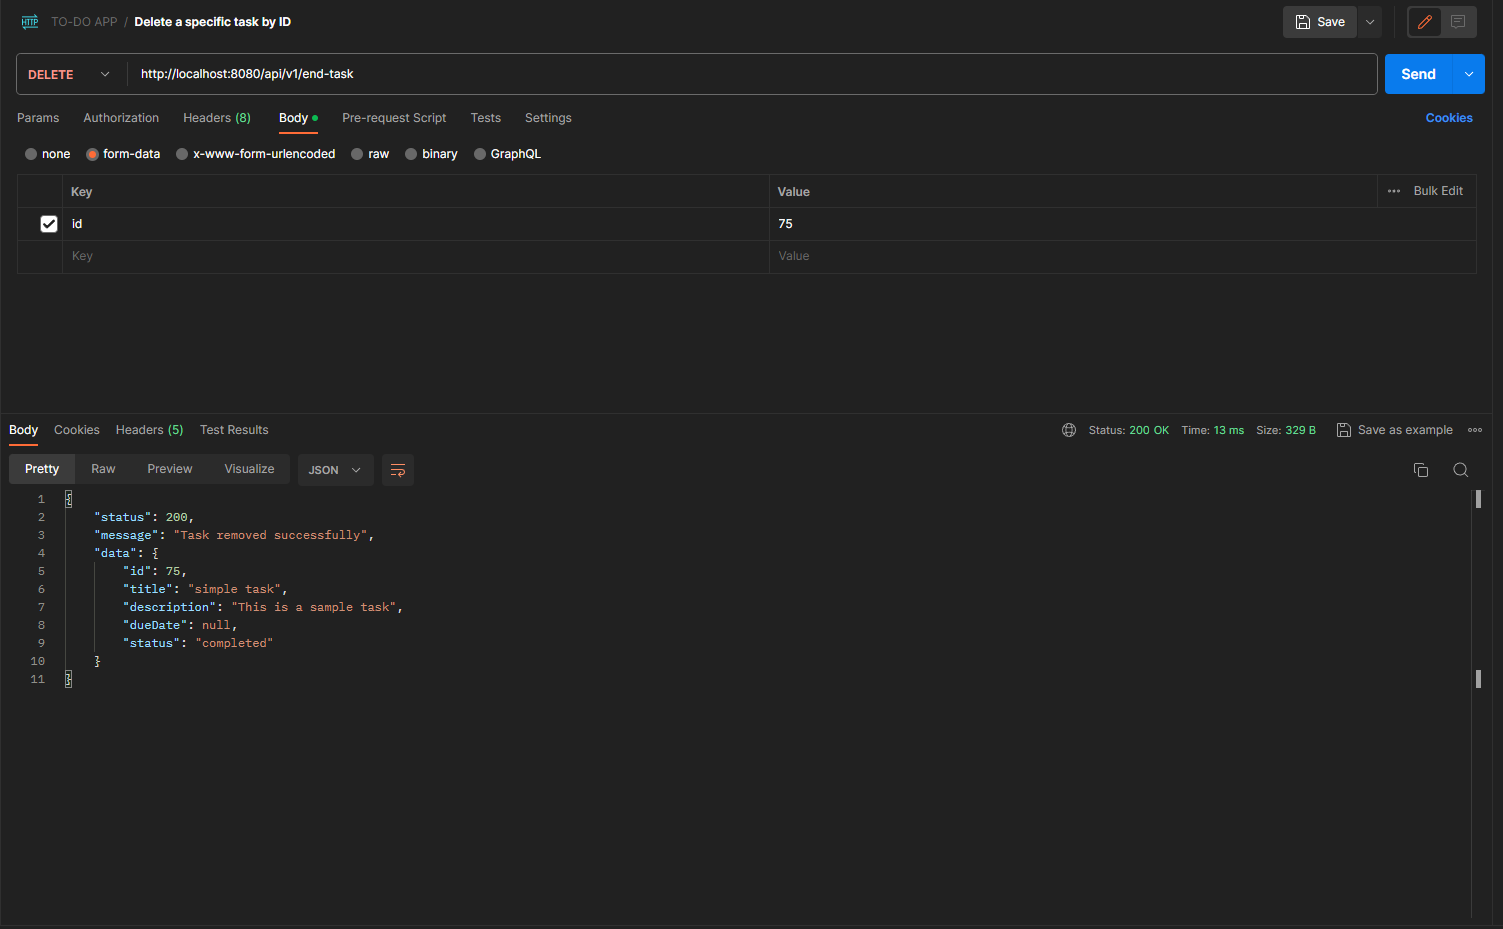 HTTP TO-DO APP / Delete a specific task by ID Save
DELETE http://localhost:8080/api/v1/end-task Send
Params Authorization Headers (8) Body Pre-request Script Tests Settings Cookies
none form-data x-www-form-urlencoded raw binary GraphQL
Key Value Bulk Edit
id 75
Key Value
Body Cookies Headers (5) Test Results Status: 200 OK Time: 13 ms Size: 329 B Save as example
Pretty Raw Preview Visualize JSON
1 {
2 "status": 200,
3 "message": "Task removed successfully",
4 "data": {
5 "id": 75,
6 "title": "simple task",
7 "description": "This is a sample task",
8 "dueDate": null,
9 "status": "completed"
10 }
11 }